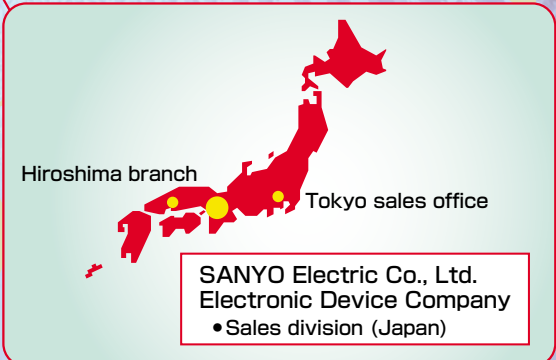 Hiroshima branch
Tokyo sales office
SANYO Electric Co., Ltd.
Electronic Device Company
•Sales division (Japan)